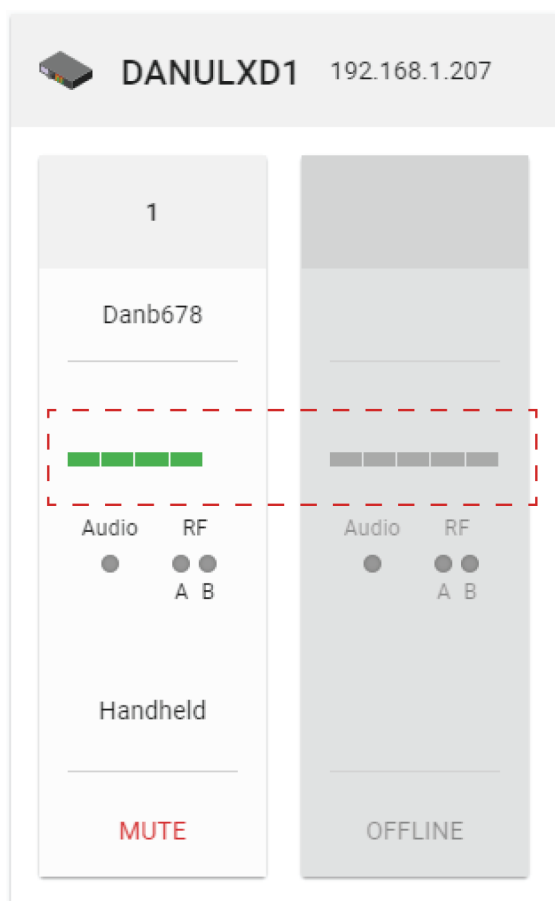 DANULXD1 192.168.1.207
1
Danb678
Audio RF
A B
Handheld
MUTE
Audio RF
A B
OFFLINE